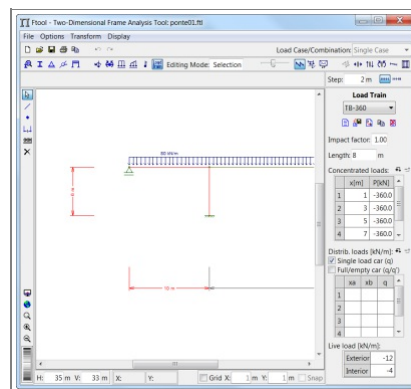 Ftool - Two-Dimensional Frame Analysis Tool: ponte01.ftl
File Options Transform Display
Load Case/Combination: Single Case
Editing Mode: Selection
Step: 2 m
Load Train
TB-360
Impact factor: 1.00
Length: 8 m
Concentrated loads:
x[m] P[kN]
1 1 -360.0
2 3 -360.0
3 5 -360.0
4 7 -360.0
Distrib. loads [kN/m]:
Single load car (q)
Full/empty car (q/q)
xa xb q
1
2
3
4
Live load [kN/m]:
Exterior -12
Interior -4
H: 35 m V: 33 m X: Y: Grid X: 1 m Y: 1 m Snap